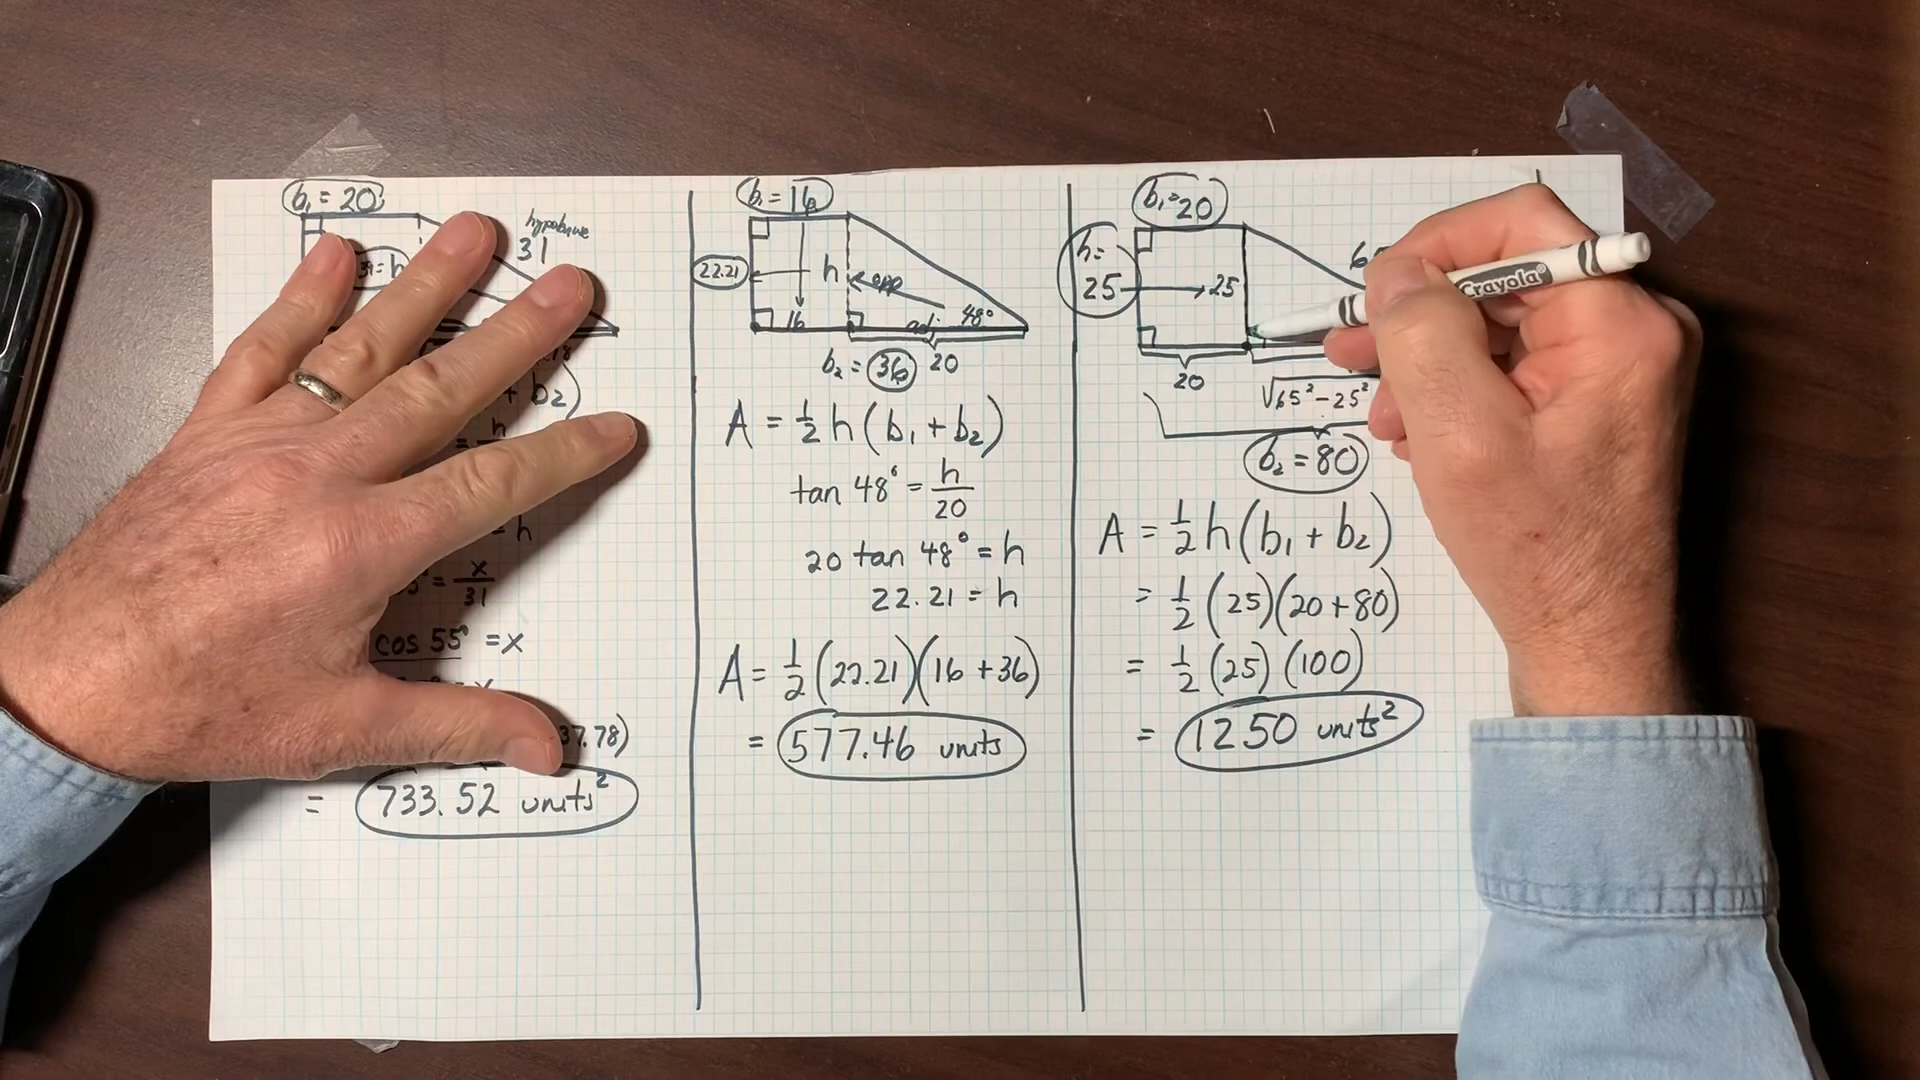 b₁ = 20
hypotenuse
31
= h
b₂)
= h
= h
= x/31
cos 55° = x
37.78)
= 733.52 units²
b₁ = 16
22.21
h
opp
16
adj
48°
b₂ = 36
20
A = ½ h (b₁ + b₂)
tan 48° = h/20
20 tan 48° = h
22.21 = h
A = ½ (22.21)(16 + 36)
= 577.46 units
b₁ = 20
h =
25
25
20
√65² - 25²
b₂ = 80
A = ½ h (b₁ + b₂)
= ½ (25)(20 + 80)
= ½ (25) (100)
= 1250 units²
Crayola